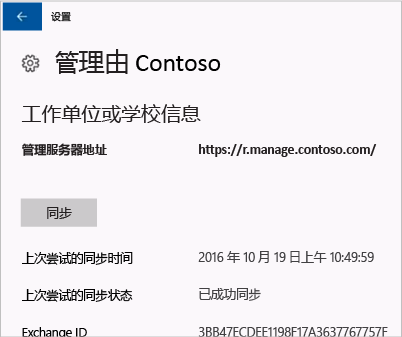 设置
管理由 Contoso
工作单位或学校信息
管理服务器地址 https://r.manage.contoso.com/
同步
上次尝试的同步时间 2016 年 10 月 19 日上午 10:49:59
上次尝试的同步状态 已成功同步
Exchange ID 3BB47ECDEE1198F17A3637767757F